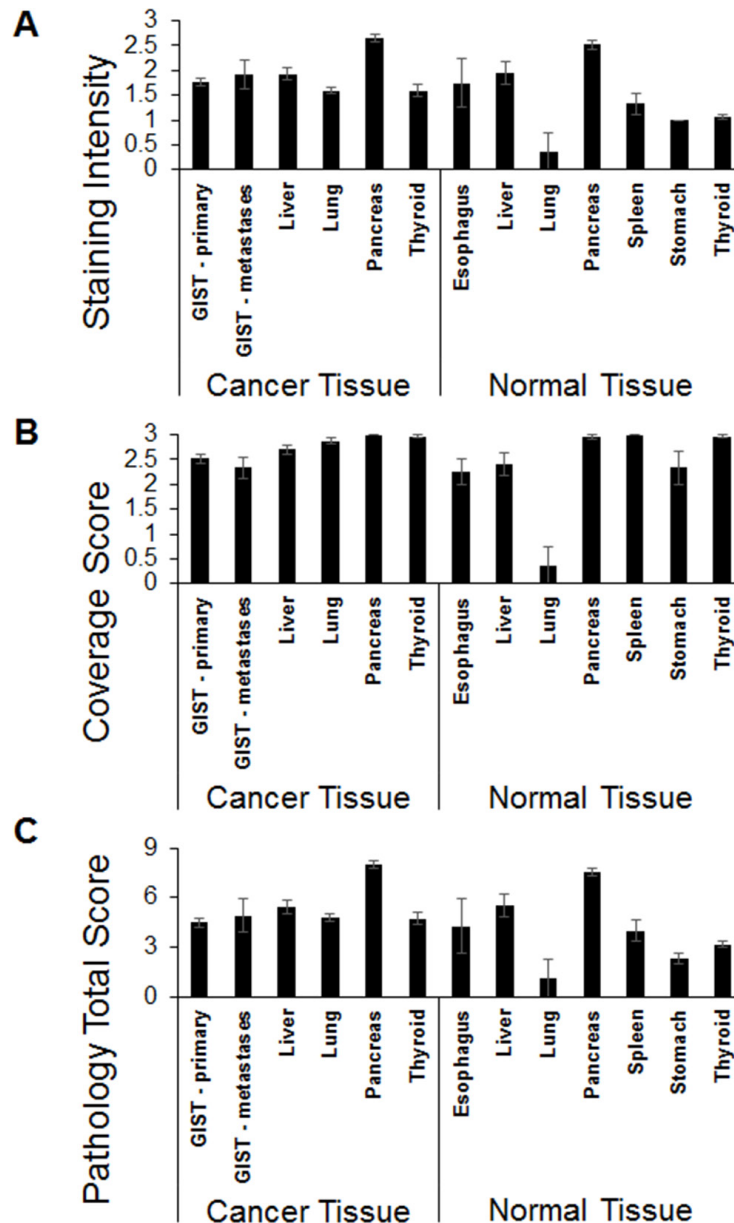 A
Staining Intensity
3
2.5
2
1.5
1
0.5
0
GIST - primary
GIST - metastases
Liver
Lung
Pancreas
Thyroid
Esophagus
Liver
Lung
Pancreas
Spleen
Stomach
Thyroid
Cancer Tissue
Normal Tissue
B
Coverage Score
3
2.5
2
1.5
1
0.5
0
GIST - primary
GIST - metastases
Liver
Lung
Pancreas
Thyroid
Esophagus
Liver
Lung
Pancreas
Spleen
Stomach
Thyroid
Cancer Tissue
Normal Tissue
C
Pathology Total Score
9
6
3
0
GIST - primary
GIST - metastases
Liver
Lung
Pancreas
Thyroid
Esophagus
Liver
Lung
Pancreas
Spleen
Stomach
Thyroid
Cancer Tissue
Normal Tissue